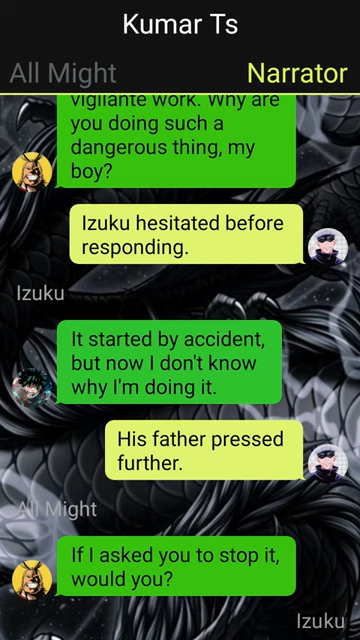 Kumar Ts
All Might
Narrator
vigilante work. Why are
you doing such a
dangerous thing, my
boy?
Izuku hesitated before
responding.
Izuku
It started by accident,
but now I don't know
why I'm doing it.
His father pressed
further.
All Might
If I asked you to stop it,
would you?
Izuku